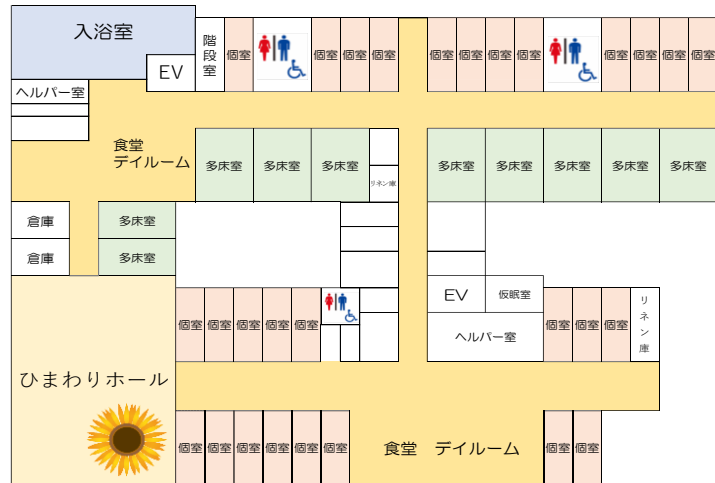 入浴室
階段室
個室
個室 個室 個室
個室 個室 個室 個室
個室 個室 個室 個室
EV
ヘルパー室
食堂
デイルーム
多床室 多床室 多床室
リネン庫
多床室 多床室 多床室 多床室 多床室
倉庫 多床室
倉庫 多床室
EV 仮眠室
ヘルパー室
個室 個室 個室 個室 個室
個室 個室 個室
リネン庫
ひまわりホール
個室 個室 個室 個室 個室 個室
食堂　デイルーム
個室 個室